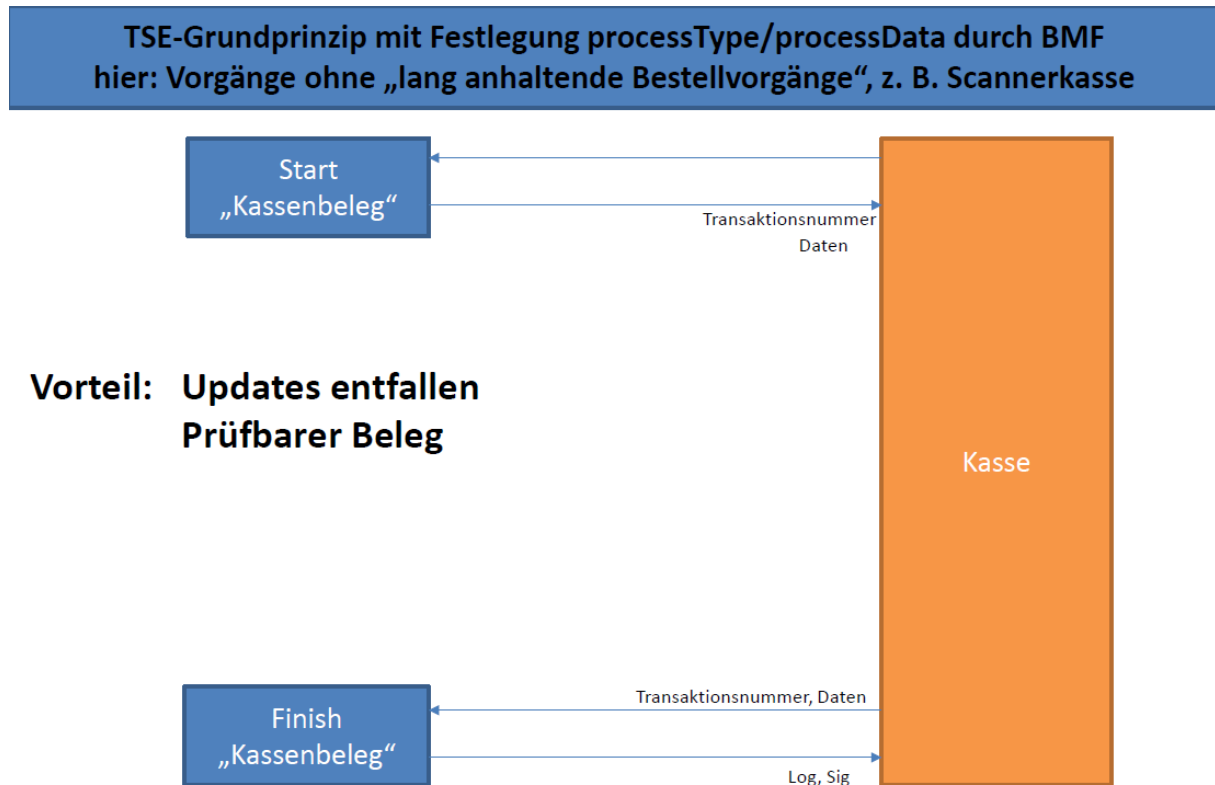 TSE-Grundprinzip mit Festlegung processType/processData durch BMF
hier: Vorgänge ohne „lang anhaltende Bestellvorgänge“, z. B. Scannerkasse
Start
„Kassenbeleg“
Transaktionsnummer
Daten
Vorteil: Updates entfallen
Prüfbarer Beleg
Kasse
Transaktionsnummer, Daten
Finish
„Kassenbeleg“
Log, Sig